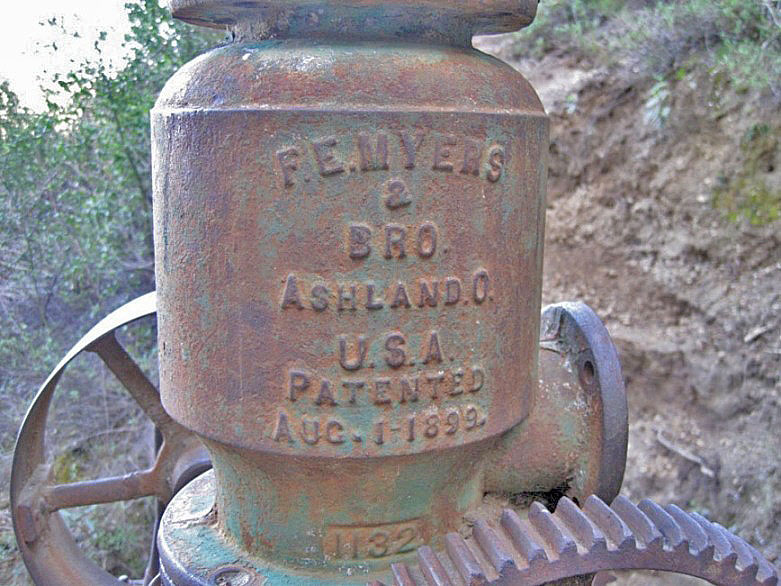 F.E.MYERS
&
BRO.
ASHLAND.O.
U.S.A.
PATENTED
AUG.1-1899.
1132